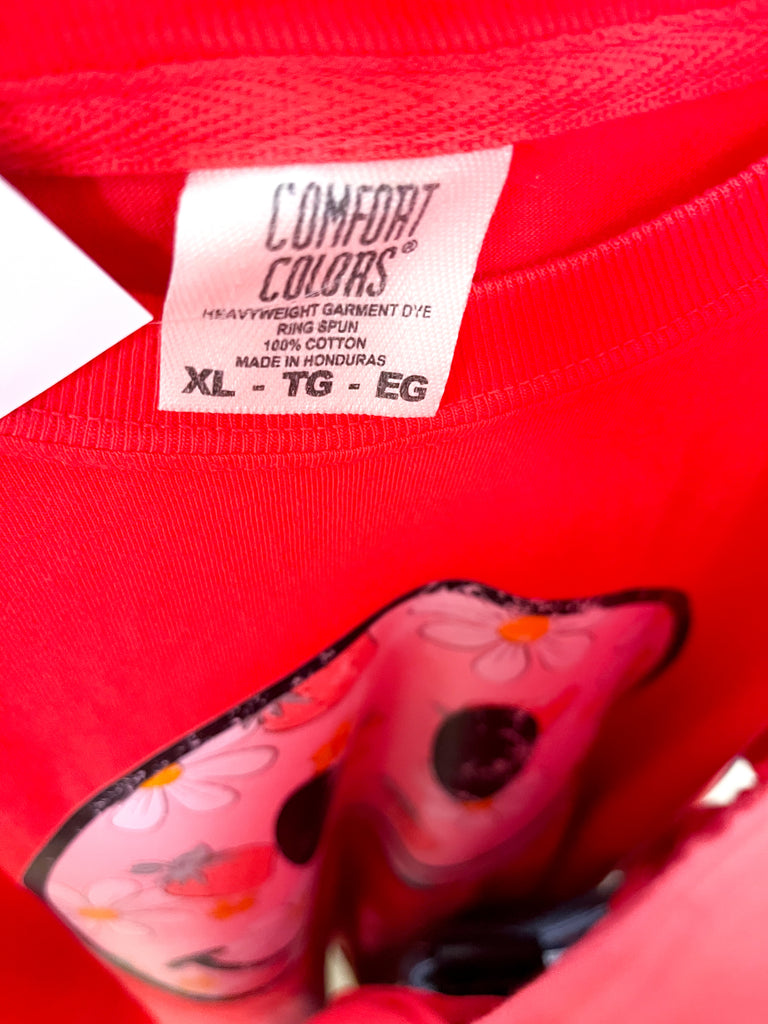 COMFORT
COLORS®
HEAVYWEIGHT GARMENT DYE
RING SPUN
100% COTTON
MADE IN HONDURAS
XL - TG - EG